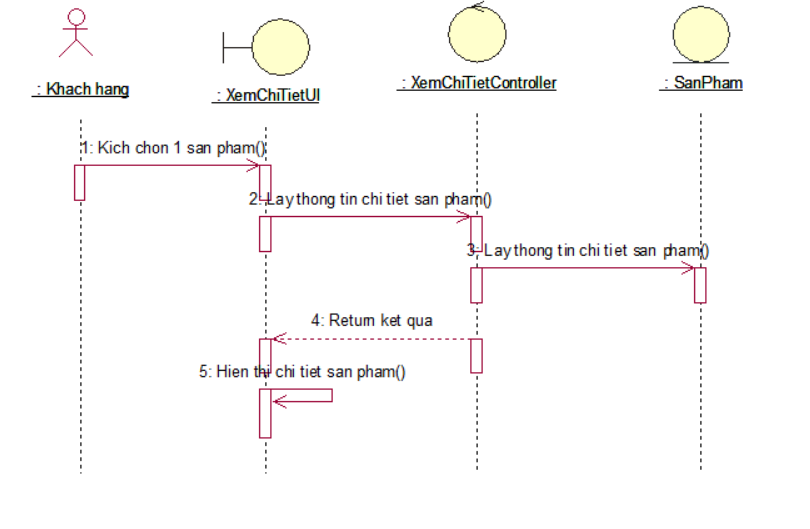 : Khach hang
: XemChiTietUI
: XemChiTietController
: SanPham
1: Kich chon 1 san pham()
2: Lay thong tin chi tiet san pham()
3: Lay thong tin chi tiet san pham()
4: Return ket qua
5: Hien thi chi tiet san pham()